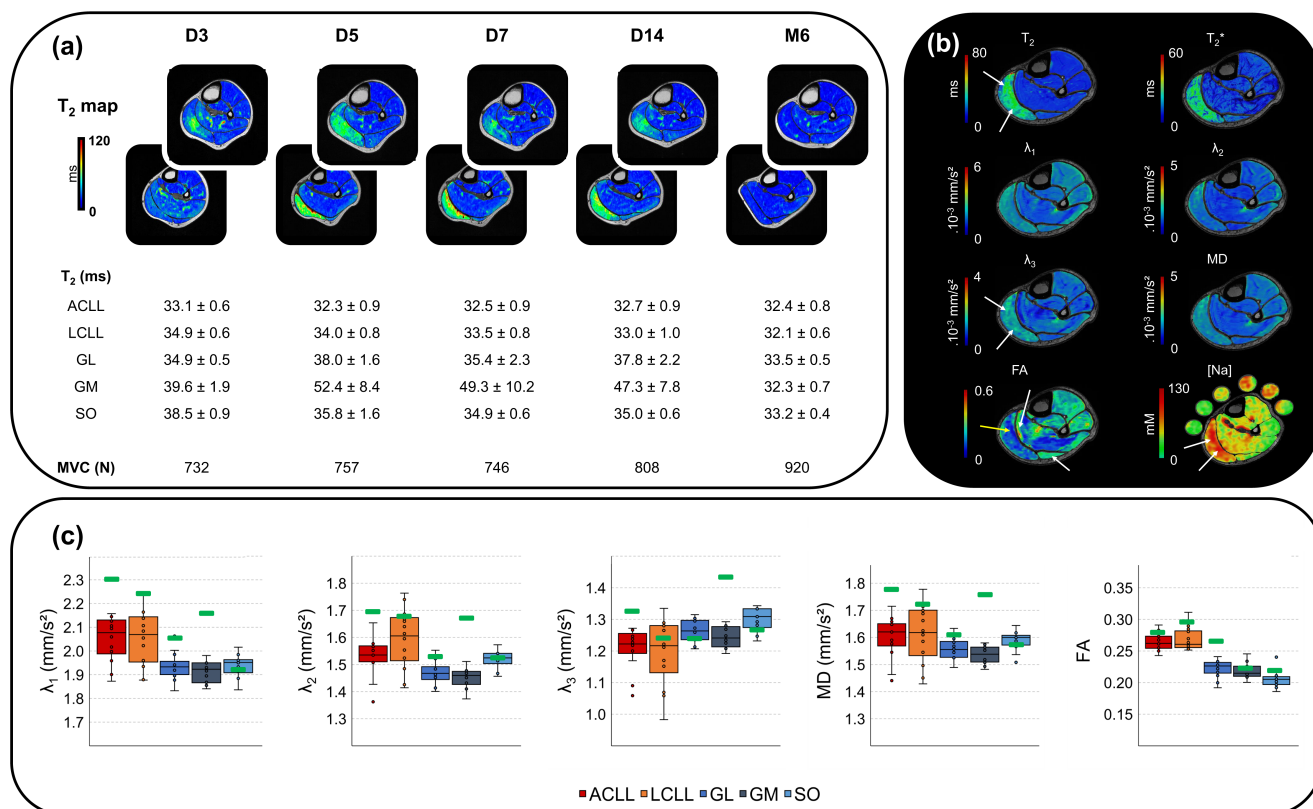 (a)
D3 D5 D7 D14 M6
T₂ map
120
ms
0
T₂ (ms)
ACLL 33.1 ± 0.6 32.3 ± 0.9 32.5 ± 0.9 32.7 ± 0.9 32.4 ± 0.8
LCLL 34.9 ± 0.6 34.0 ± 0.8 33.5 ± 0.8 33.0 ± 1.0 32.1 ± 0.6
GL 34.9 ± 0.5 38.0 ± 1.6 35.4 ± 2.3 37.8 ± 2.2 33.5 ± 0.5
GM 39.6 ± 1.9 52.4 ± 8.4 49.3 ± 10.2 47.3 ± 7.8 32.3 ± 0.7
SO 38.5 ± 0.9 35.8 ± 1.6 34.9 ± 0.6 35.0 ± 0.6 33.2 ± 0.4
MVC (N) 732 757 746 808 920
(b)
T₂ T₂*
80 60
ms ms
0 0
λ₁ λ₂
6 5
.10⁻³ mm/s² .10⁻³ mm/s²
0 0
λ₃ MD
4 5
.10⁻³ mm/s² .10⁻³ mm/s²
0 0
FA [Na]
0.6 130
mM
0 0
(c)
λ₁ (mm/s²)
2.3
2.2
2.1
2.0
1.9
1.8
1.7
λ₂ (mm/s²)
1.8
1.7
1.6
1.5
1.4
1.3
λ₃ (mm/s²)
1.4
1.3
1.2
1.1
1.0
MD (mm/s²)
1.8
1.7
1.6
1.5
1.4
1.3
FA
0.35
0.30
0.25
0.20
0.15
ACLL LCLL GL GM SO